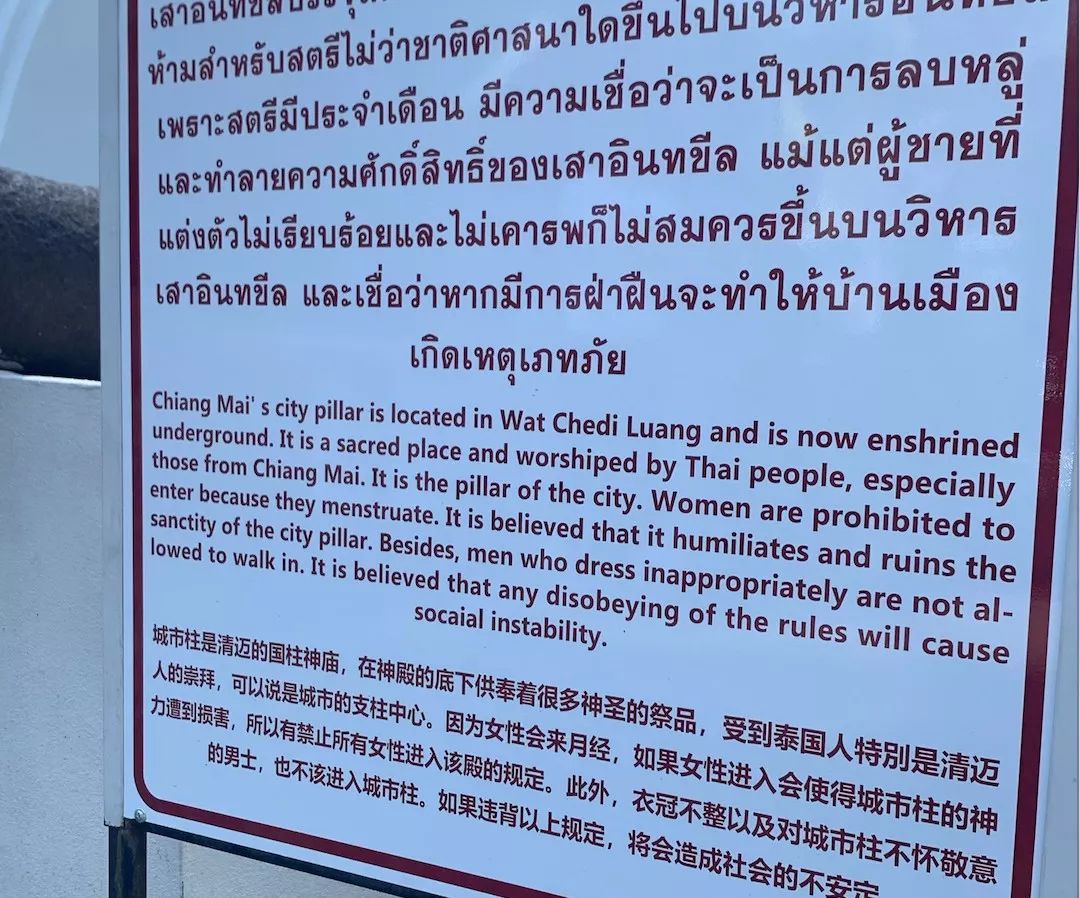 ห้ามสำหรับสตรีไม่ว่าชาติศาสนาใดขึ้นไปบนวิหารอินทขีล
เพราะสตรีมีประจำเดือน มีความเชื่อว่าจะเป็นการลบหลู่
และทำลายความศักดิ์สิทธิ์ของเสาอินทขีล แม้แต่ผู้ชายที่
แต่งตัวไม่เรียบร้อยและไม่เคารพก็ไม่สมควรขึ้นบนวิหาร
เสาอินทขีล และเชื่อว่าหากมีการฝ่าฝืนจะทำให้บ้านเมือง
เกิดเหตุเภทภัย
Chiang Mai's city pillar is located in Wat Chedi Luang and is now enshrined
underground. It is a sacred place and worshiped by Thai people, especially
those from Chiang Mai. It is the pillar of the city. Women are prohibited to
enter because they menstruate. It is believed that it humiliates and ruins the
sanctity of the city pillar. Besides, men who dress inappropriately are not al-
lowed to walk in. It is believed that any disobeying of the rules will cause
socaial instability.
城市柱是清迈的国柱神庙，在神殿的底下供奉着很多神圣的祭品，受到泰国人特别是清迈
人的崇拜，可以说是城市的支柱中心。因为女性会来月经，如果女性进入会使得城市柱的神
力遭到损害，所以有禁止所有女性进入该殿的规定。此外，衣冠不整以及对城市柱不怀敬意
的男士，也不该进入城市柱。如果违背以上规定，将会造成社会的不安定